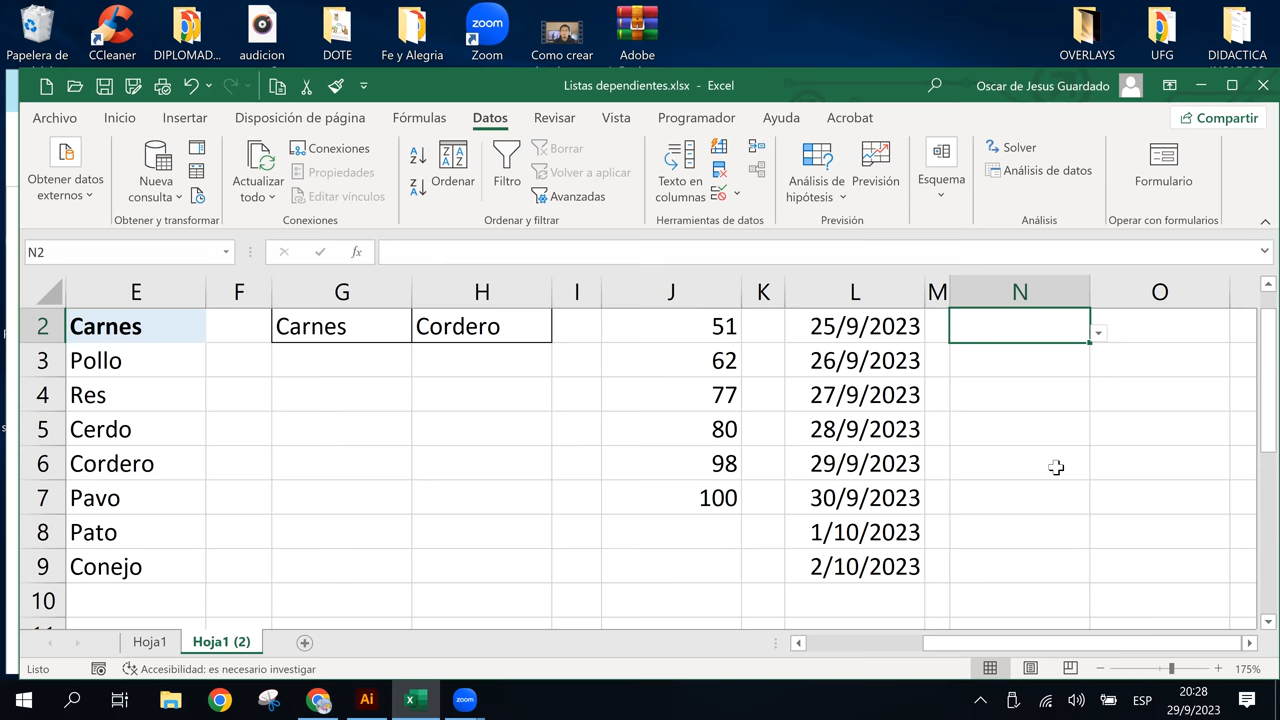 Papelera de
CCleaner
DIPLOMAD...
audicion
DOTE
Fe y Alegria
Zoom
Como crear
Adobe
OVERLAYS
UFG
DIDACTICA
zoom
Listas dependientes.xlsx - Excel
Oscar de Jesus Guardado
Archivo
Inicio
Insertar
Disposición de página
Fórmulas
Datos
Revisar
Vista
Programador
Ayuda
Acrobat
Compartir
Obtener datos
externos
Nueva
consulta
Actualizar
todo
Conexiones
Propiedades
Editar vínculos
Ordenar
Filtro
Borrar
Volver a aplicar
Avanzadas
Texto en
columnas
Análisis de
hipótesis
Previsión
Esquema
Solver
Análisis de datos
Formulario
Obtener y transformar
Conexiones
Ordenar y filtrar
Herramientas de datos
Previsión
Análisis
Operar con formularios
N2
fx
E F G H I J K L M N O
2 Carnes Carnes Cordero 51 25/9/2023
3 Pollo 62 26/9/2023
4 Res 77 27/9/2023
5 Cerdo 80 28/9/2023
6 Cordero 98 29/9/2023
7 Pavo 100 30/9/2023
8 Pato 1/10/2023
9 Conejo 2/10/2023
10
Hoja1
Hoja1 (2)
Listo
Accesibilidad: es necesario investigar
175%
Ai
zoom
ESP
20:28
29/9/2023